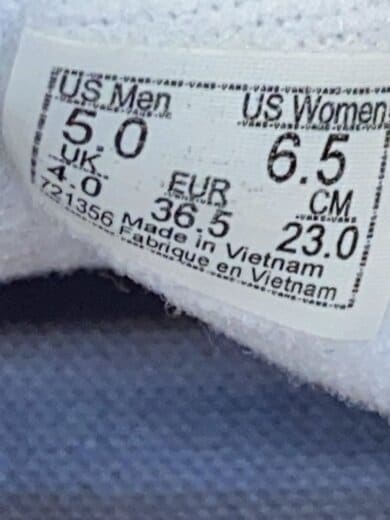 US Men US Women
5.0 6.5
UK EUR CM
4.0 36.5 23.0
721356 Made in Vietnam
Fabrique en Vietnam